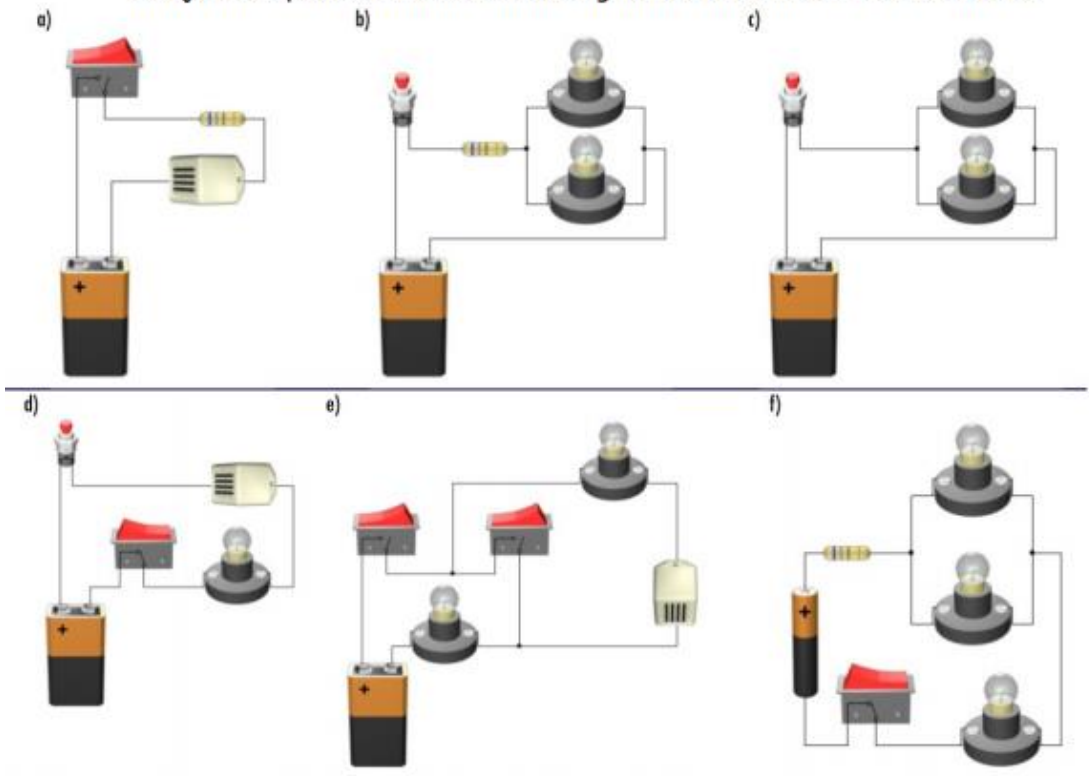 a)
b)
c)
+
+
+
d)
e)
f)
+
+
+